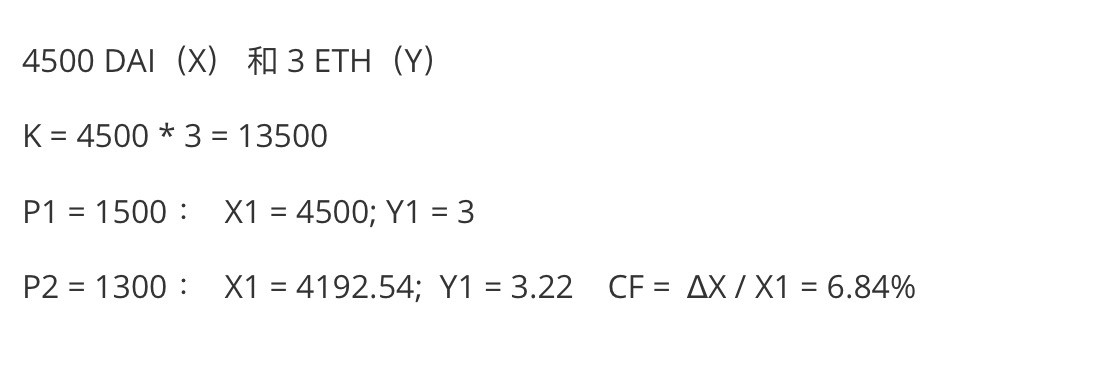 4500 DAI（X） 和 3 ETH（Y）
K = 4500 * 3 = 13500
P1 = 1500： X1 = 4500; Y1 = 3
P2 = 1300： X1 = 4192.54; Y1 = 3.22 CF = ΔX / X1 = 6.84%